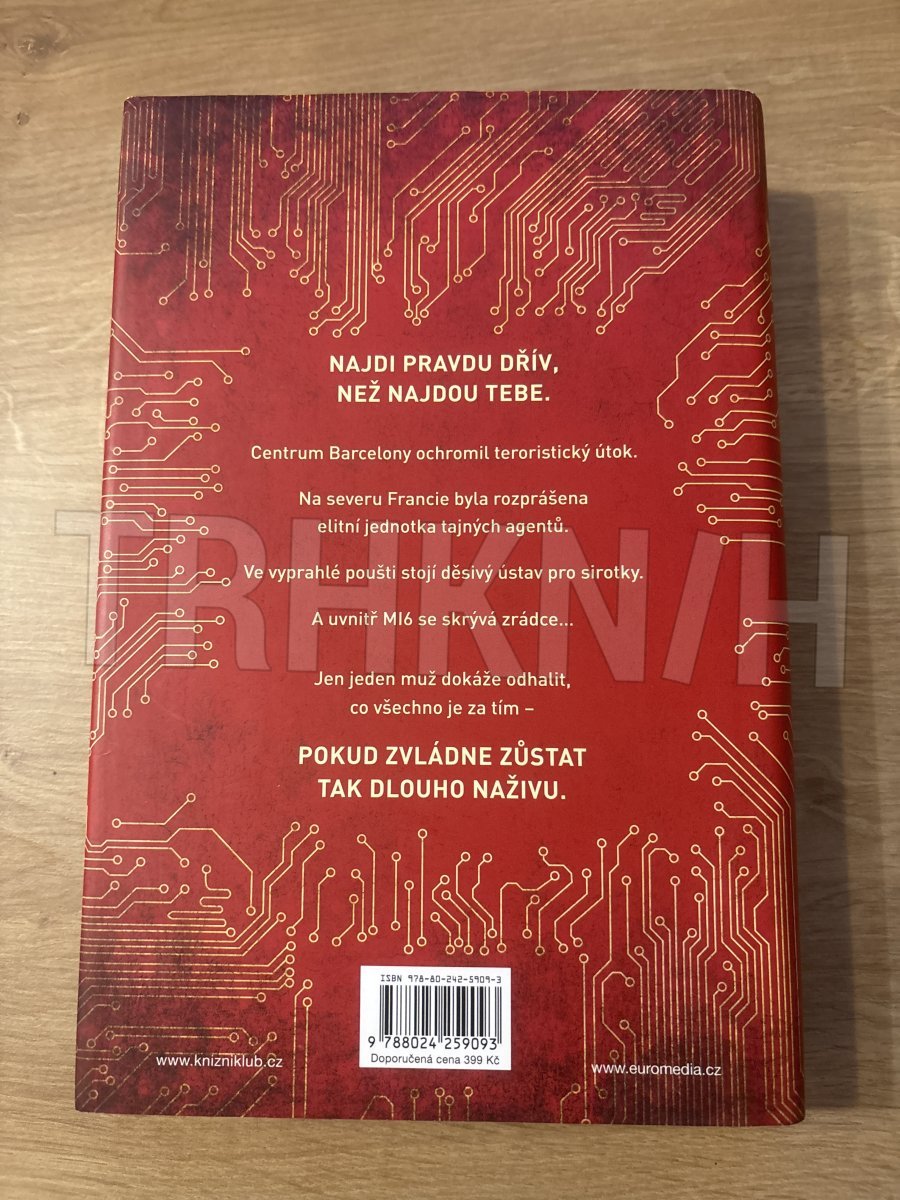 NAJDI PRAVDU DŘÍV,
NEŽ NAJDOU TEBE.
Centrum Barcelony ochromil teroristický útok.
Na severu Francie byla rozprášena
elitní jednotka tajných agentů.
Ve vyprahlé poušti stojí děsivý ústav pro sirotky.
A uvnitř MI6 se skrývá zrádce...
TRHKN/H
Jen jeden muž dokáže odhalit,
co všechno je za tím –
POKUD ZVLÁDNE ZŮSTAT
TAK DLOUHO NAŽIVU.
ISBN 978-80-242-5909-3
9 788024 259093
Doporučená cena 399 Kč
www.knizniklub.cz
www.euromedia.cz